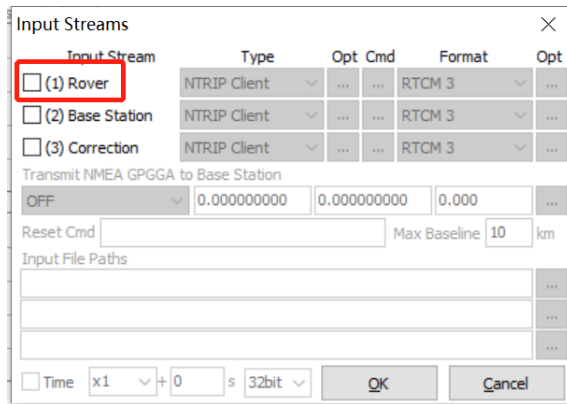 Input Streams
Input Stream Type Opt Cmd Format Opt
(1) Rover NTRIP Client ... ... RTCM 3 ...
(2) Base Station NTRIP Client ... ... RTCM 3 ...
(3) Correction NTRIP Client ... ... RTCM 3 ...
Transmit NMEA GPGGA to Base Station
OFF 0.000000000 0.000000000 0.000 ...
Reset Cmd Max Baseline 10 km
Input File Paths
...
...
...
Time x1 + 0 s 32bit OK Cancel